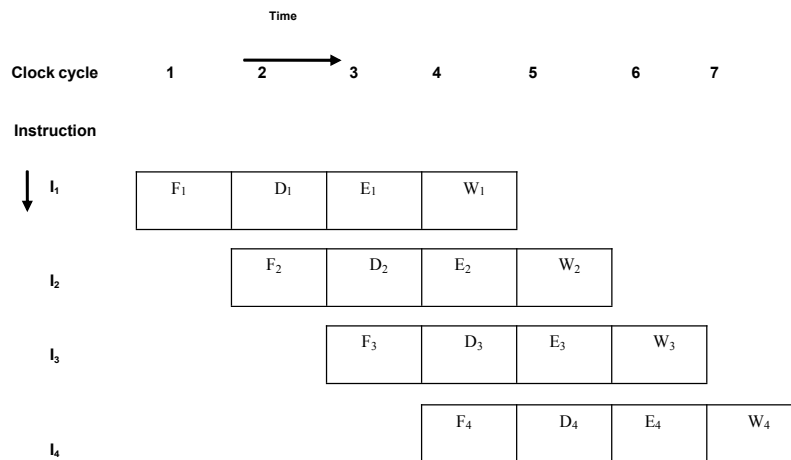 Time
Clock cycle 1 2 3 4 5 6 7
Instruction
I₁ F₁ D₁ E₁ W₁
I₂ F₂ D₂ E₂ W₂
I₃ F₃ D₃ E₃ W₃
I₄ F₄ D₄ E₄ W₄